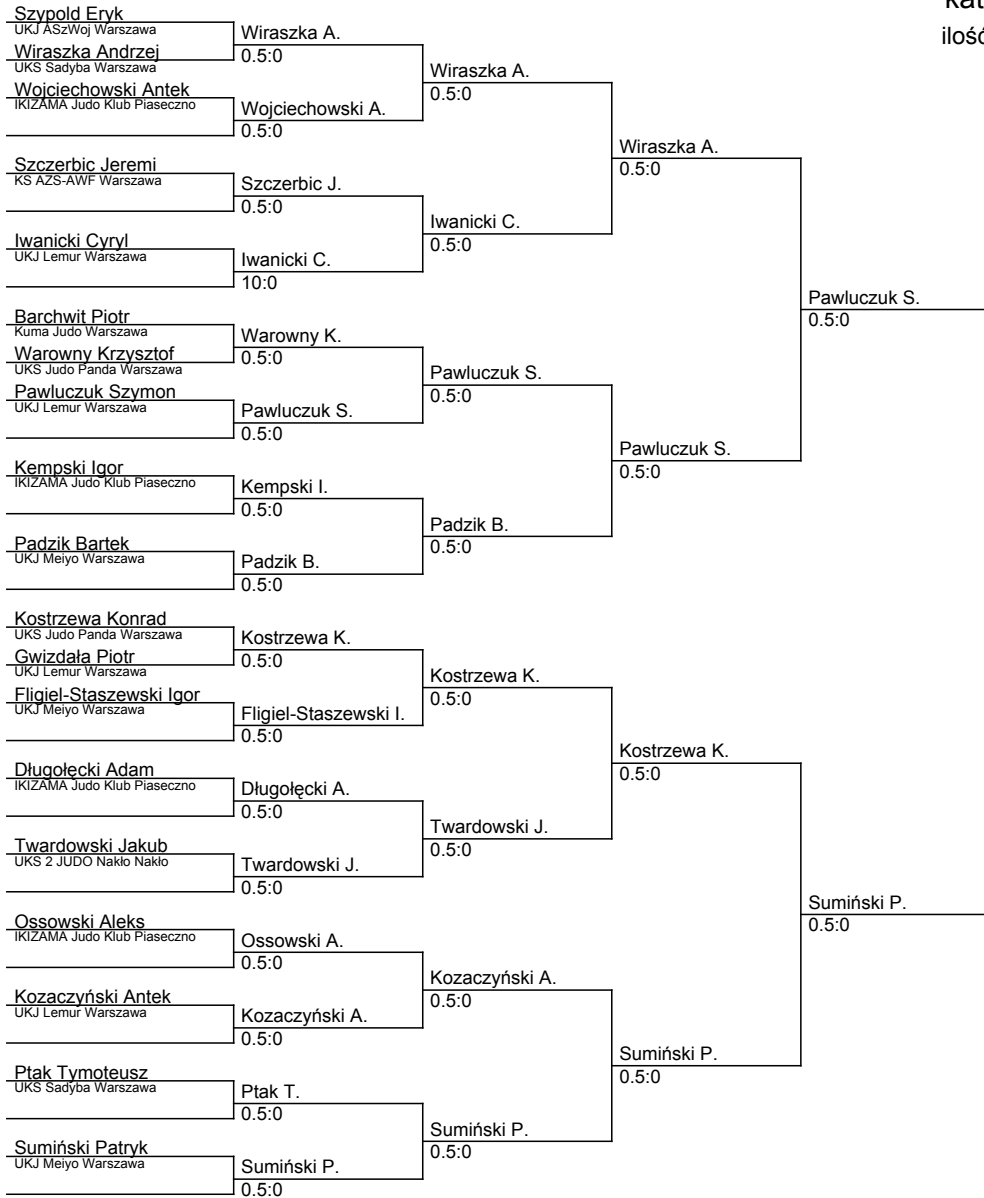 kat
ilość
Szypold Eryk
UKJ ASzWoj Warszawa
Wiraszka Andrzej
UKS Sadyba Warszawa
Wojciechowski Antek
IKIZAMA Judo Klub Piaseczno
Szczerbic Jeremi
KS AZS-AWF Warszawa
Iwanicki Cyryl
UKJ Lemur Warszawa
Barchwit Piotr
Kuma Judo Warszawa
Warowny Krzysztof
UKS Judo Panda Warszawa
Pawluczuk Szymon
UKJ Lemur Warszawa
Kempski Igor
IKIZAMA Judo Klub Piaseczno
Padzik Bartek
UKJ Meiyo Warszawa
Kostrzewa Konrad
UKS Judo Panda Warszawa
Gwizdała Piotr
UKJ Lemur Warszawa
Fligiel-Staszewski Igor
UKJ Meiyo Warszawa
Długołęcki Adam
IKIZAMA Judo Klub Piaseczno
Twardowski Jakub
UKS 2 JUDO Nakło Nakło
Ossowski Aleks
IKIZAMA Judo Klub Piaseczno
Kozaczyński Antek
UKJ Lemur Warszawa
Ptak Tymoteusz
UKS Sadyba Warszawa
Sumiński Patryk
UKJ Meiyo Warszawa
Wiraszka A.
0.5:0
Wojciechowski A.
0.5:0
Szczerbic J.
0.5:0
Iwanicki C.
10:0
Warowny K.
0.5:0
Pawluczuk S.
0.5:0
Kempski I.
0.5:0
Padzik B.
0.5:0
Kostrzewa K.
0.5:0
Fligiel-Staszewski I.
0.5:0
Długołęcki A.
0.5:0
Twardowski J.
0.5:0
Ossowski A.
0.5:0
Kozaczyński A.
0.5:0
Ptak T.
0.5:0
Sumiński P.
0.5:0
Wiraszka A.
0.5:0
Iwanicki C.
0.5:0
Pawluczuk S.
0.5:0
Padzik B.
0.5:0
Kostrzewa K.
0.5:0
Twardowski J.
0.5:0
Kozaczyński A.
0.5:0
Sumiński P.
0.5:0
Wiraszka A.
0.5:0
Pawluczuk S.
0.5:0
Kostrzewa K.
0.5:0
Sumiński P.
0.5:0
Pawluczuk S.
0.5:0
Sumiński P.
0.5:0